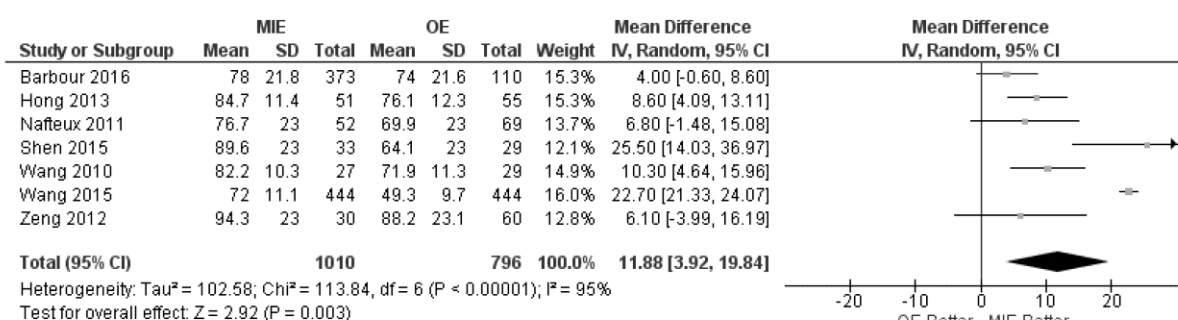 MIE OE Mean Difference Mean Difference
Study or Subgroup Mean SD Total Mean SD Total Weight IV, Random, 95% CI IV, Random, 95% CI
Barbour 2016 78 21.8 373 74 21.6 110 15.3% 4.00 [-0.60, 8.60]
Hong 2013 84.7 11.4 51 76.1 12.3 55 15.3% 8.60 [4.09, 13.11]
Nafteux 2011 76.7 23 52 69.9 23 69 13.7% 6.80 [-1.48, 15.08]
Shen 2015 89.6 23 33 64.1 23 29 12.1% 25.50 [14.03, 36.97]
Wang 2010 82.2 10.3 27 71.9 11.3 29 14.9% 10.30 [4.64, 15.96]
Wang 2015 72 11.1 444 49.3 9.7 444 16.0% 22.70 [21.33, 24.07]
Zeng 2012 94.3 23 30 88.2 23.1 60 12.8% 6.10 [-3.99, 16.19]
Total (95% CI) 1010 796 100.0% 11.88 [3.92, 19.84]
Heterogeneity: Tau² = 102.58; Chi² = 113.84, df = 6 (P < 0.00001); I² = 95%
Test for overall effect: Z = 2.92 (P = 0.003)
-20 -10 0 10 20
OE Better MIE Better